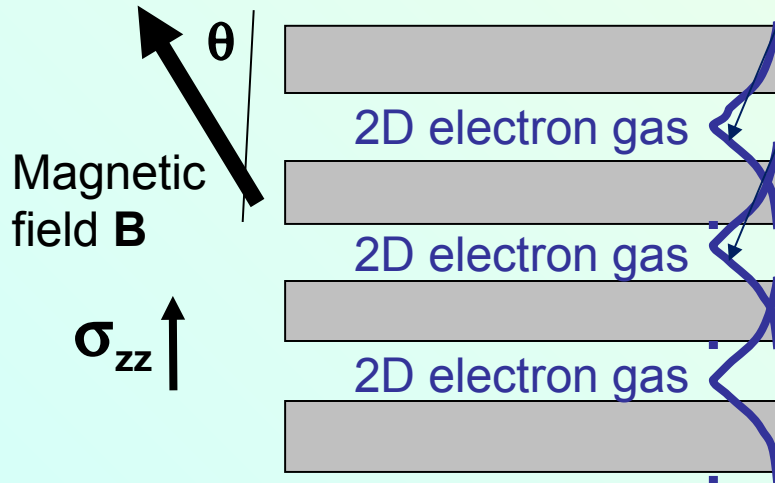 θ
2D electron gas
Magnetic
field B
2D electron gas
σzz
2D electron gas